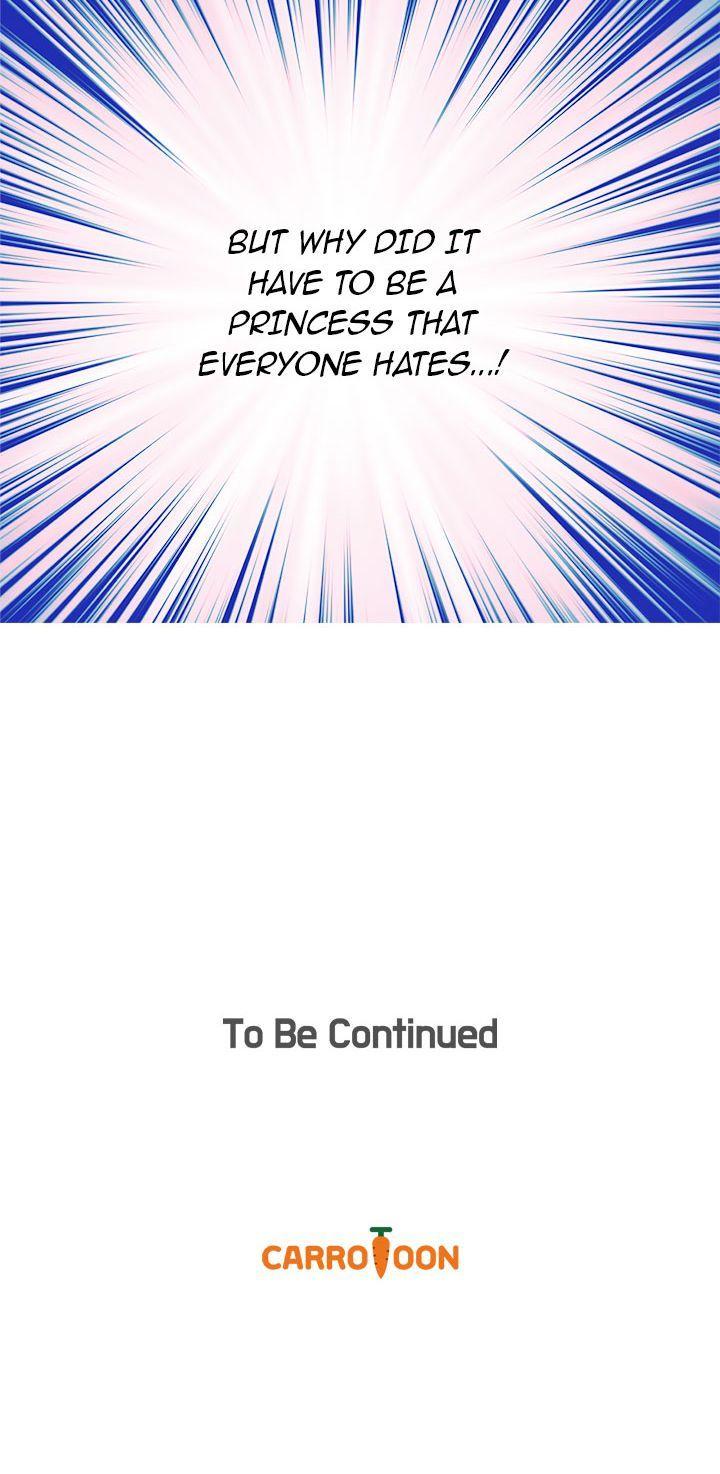 BUT WHY DID IT
HAVE TO BE A
PRINCESS THAT
EVERYONE HATES...!
To Be Continued
CARROTOON